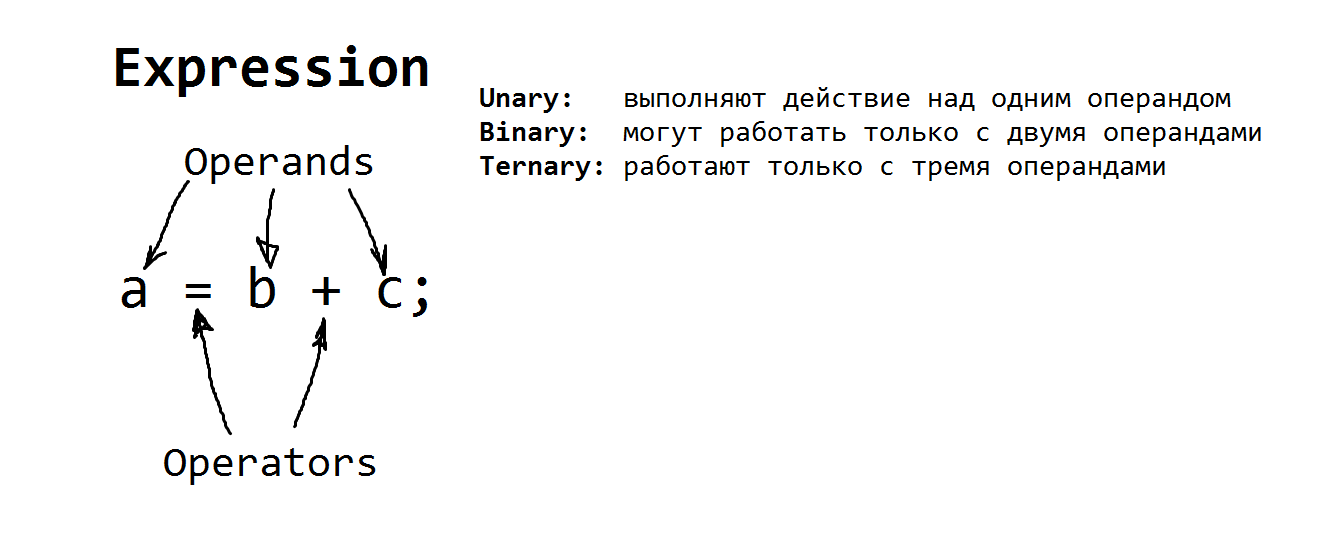 Expression
Unary: выполняют действие над одним операндом
Binary: могут работать только с двумя операндами
Ternary: работают только с тремя операндами
Operands
a = b + c;
Operators